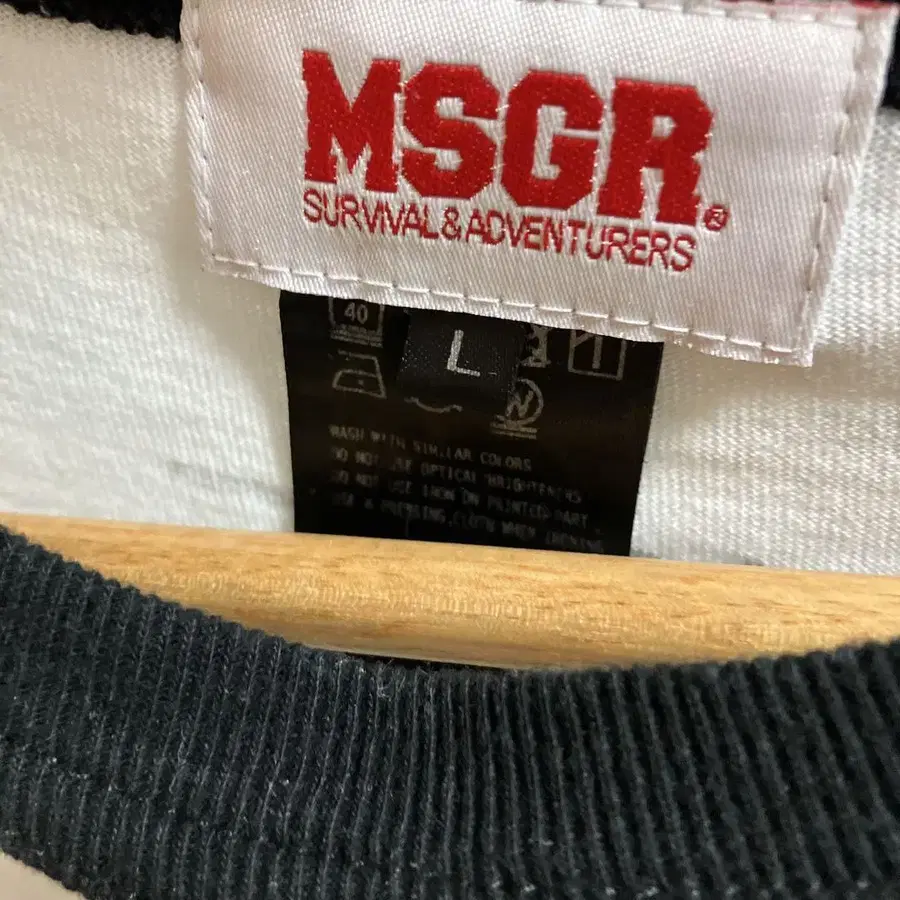 MSGR®
SURVIVAL & ADVENTURERS
40
L
W
WASH WITH SIMILAR COLORS
DO NOT USE OPTICAL BRIGHTENERS
DO NOT USE IRON ON PRINTED PART.
USE A PRESSING CLOTH WHEN IRONING